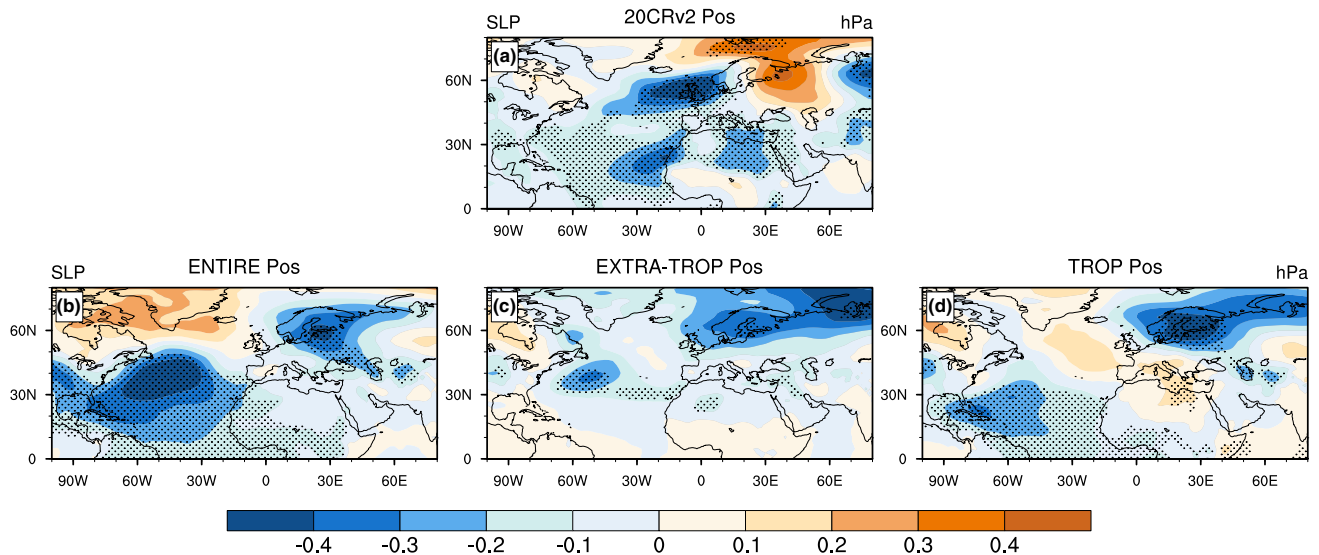 SLP 20CRv2 Pos hPa
(a)
60N
30N
0
90W 60W 30W 0 30E 60E
SLP ENTIRE Pos EXTRA-TROP Pos TROP Pos hPa
(b) (c) (d)
60N 60N 60N
30N 30N 30N
0 0 0
90W 60W 30W 0 30E 60E 90W 60W 30W 0 30E 60E 90W 60W 30W 0 30E 60E
-0.4 -0.3 -0.2 -0.1 0 0.1 0.2 0.3 0.4